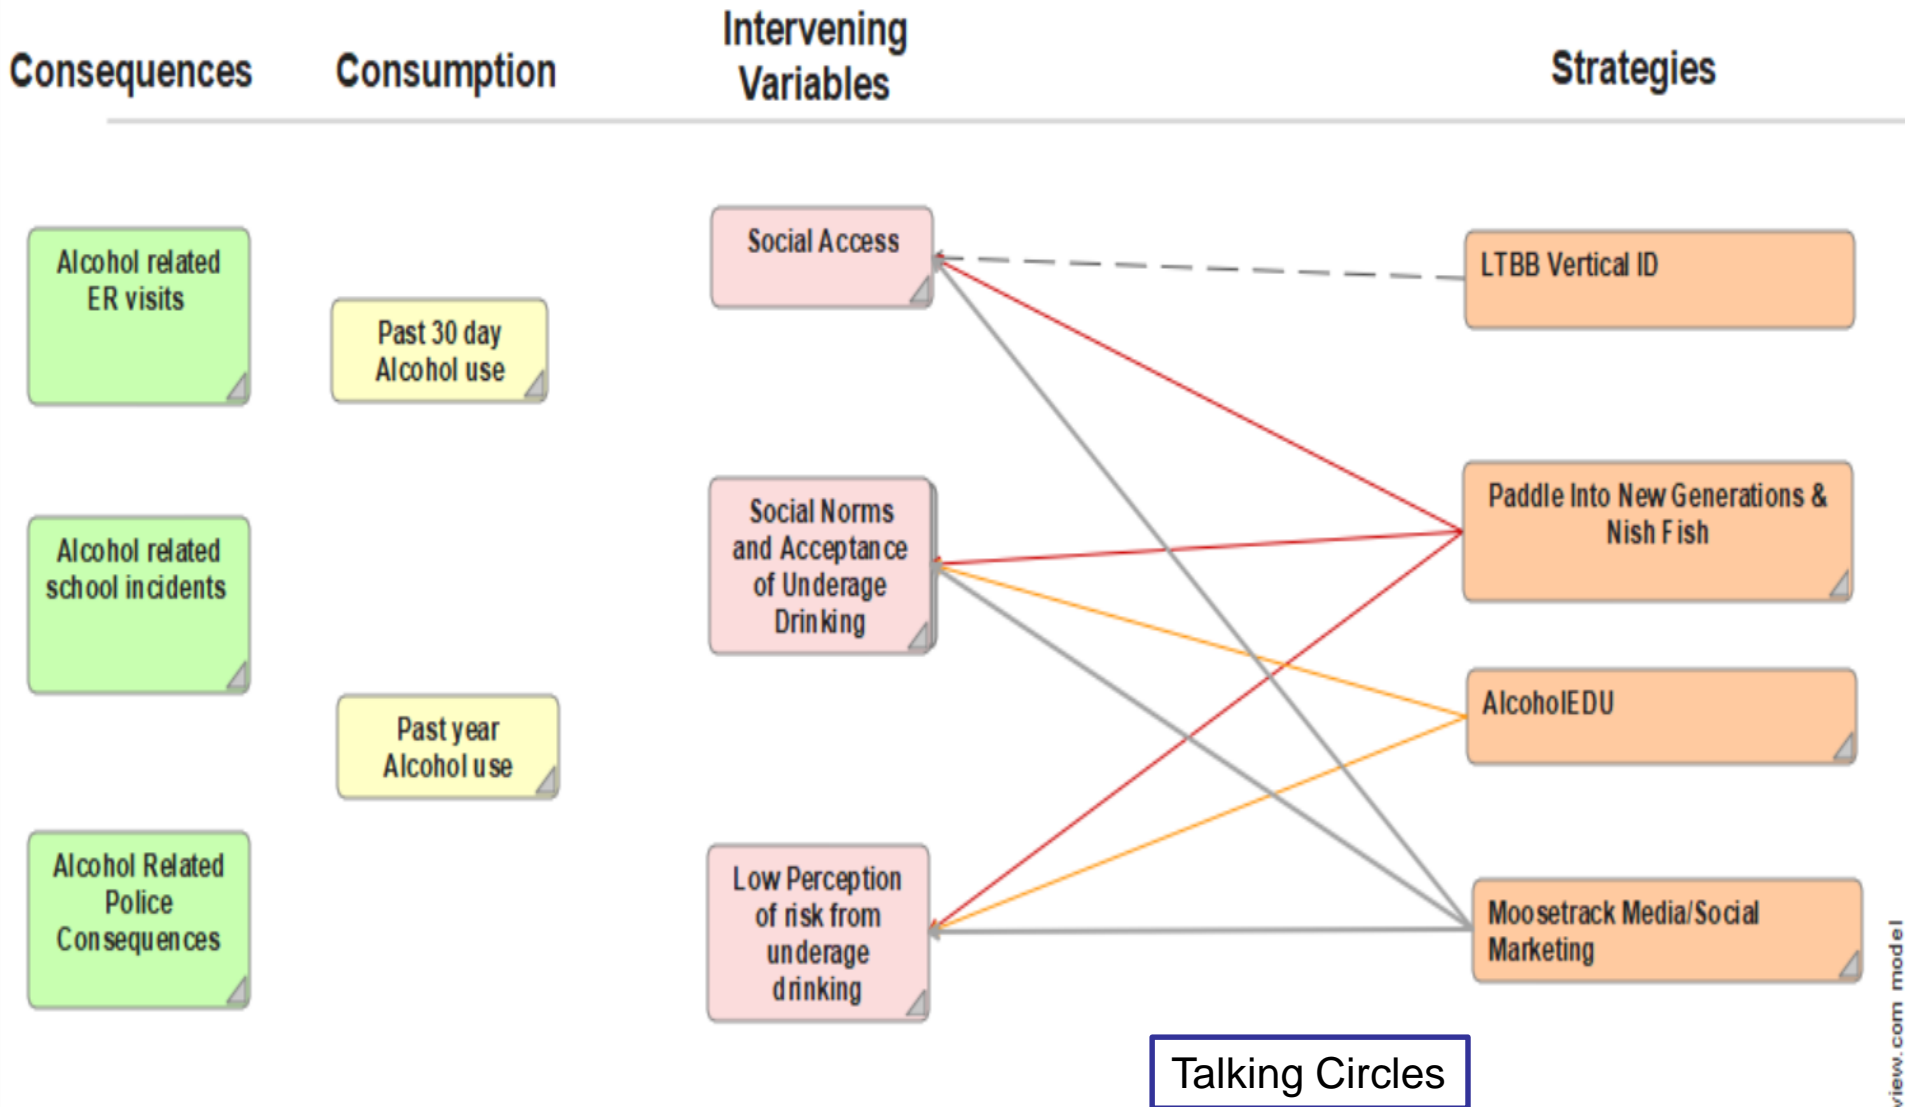 Consequences
Consumption
Intervening
Variables
Strategies
Alcohol related
ER visits
Alcohol related
school incidents
Alcohol Related
Police
Consequences
Past 30 day
Alcohol use
Past year
Alcohol use
Social Access
Social Norms
and Acceptance
of Underage
Drinking
Low Perception
of risk from
underage
drinking
LTBB Vertical ID
Paddle Into New Generations &
Nish Fish
AlcoholEDU
Moosetrack Media/Social
Marketing
Talking Circles
view.com model